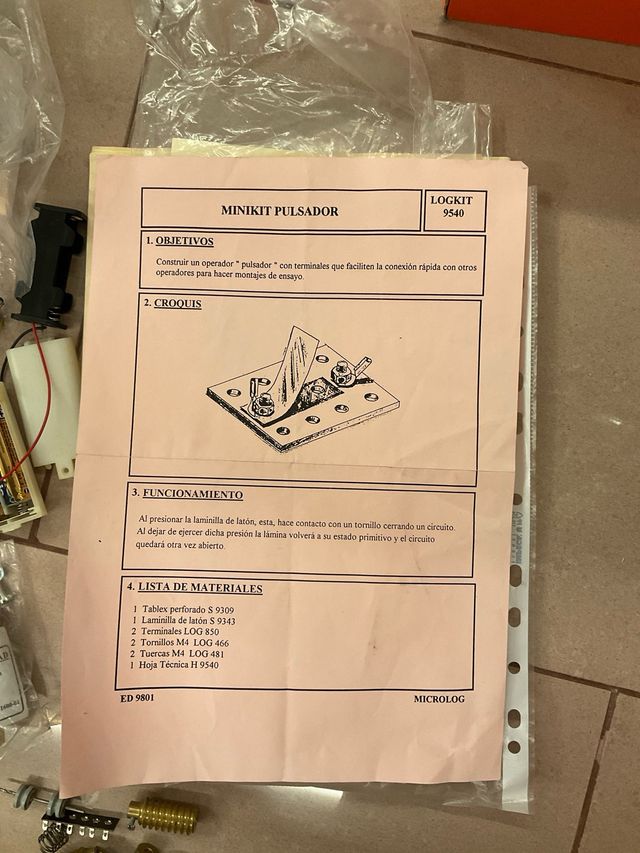 MINIKIT PULSADOR
LOGKIT
9540
1. OBJETIVOS
Construir un operador " pulsador " con terminales que faciliten la conexión rápida con otros
operadores para hacer montajes de ensayo.
2. CROQUIS
3. FUNCIONAMIENTO
Al presionar la laminilla de latón, esta, hace contacto con un tornillo cerrando un circuito.
Al dejar de ejercer dicha presión la lámina volverá a su estado primitivo y el circuito
quedará otra vez abierto.
4. LISTA DE MATERIALES
1 Tablex perforado S 9309
1 Laminilla de latón S 9343
2 Terminales LOG 850
2 Tornillos M4 LOG 466
2 Tuercas M4 LOG 481
1 Hoja Técnica H 9540
ED 9801
MICROLOG